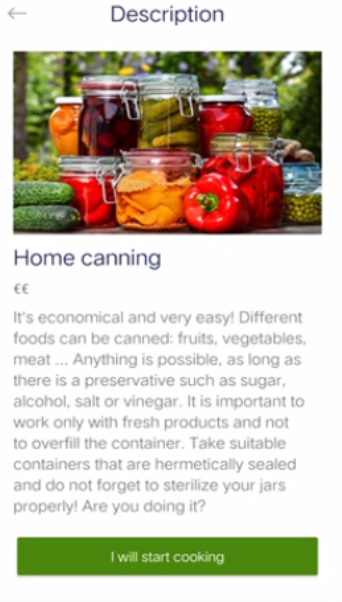 Description
Home canning
€€
It's economical and very easy! Different
foods can be canned: fruits, vegetables,
meat ... Anything is possible, as long as
there is a preservative such as sugar,
alcohol, salt or vinegar. It is important to
work only with fresh products and not
to overfill the container. Take suitable
containers that are hermetically sealed
and do not forget to sterilize your jars
properly! Are you doing it?
I will start cooking